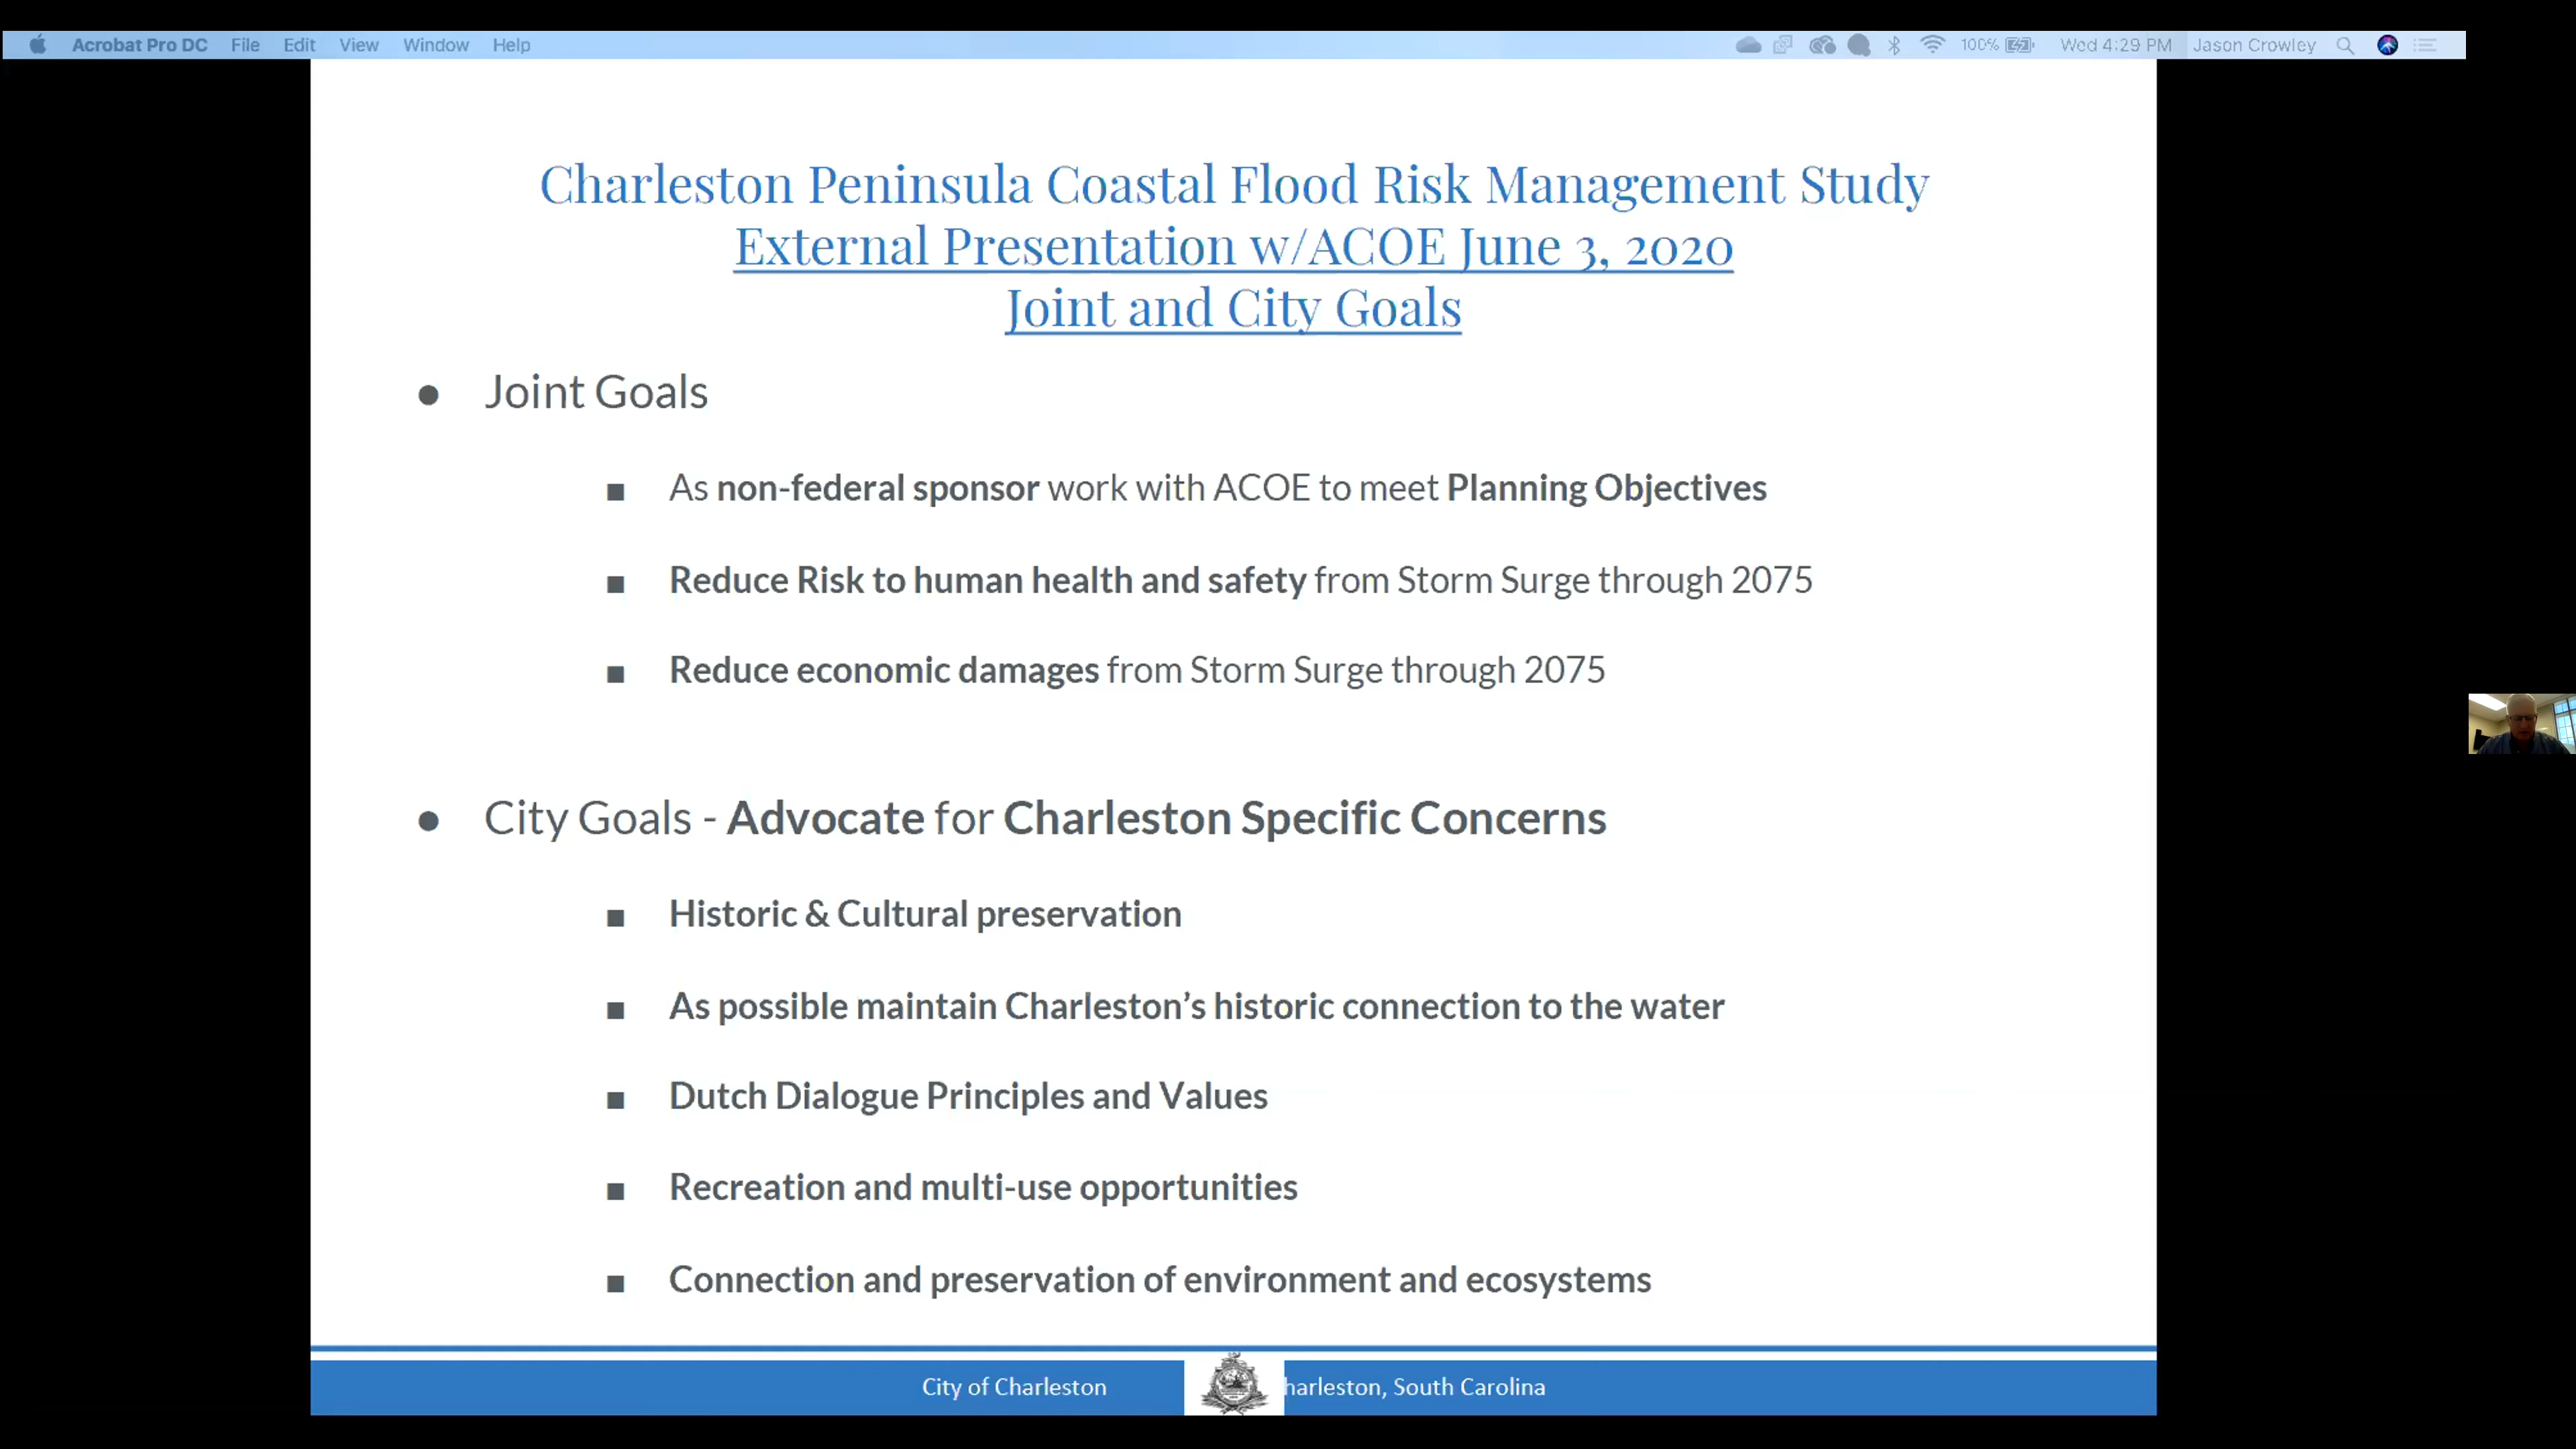 Acrobat Pro DC File Edit View Window Help 100% Wed 4:29 PM Jason Crowley
Charleston Peninsula Coastal Flood Risk Management Study
External Presentation w/ACOE June 3, 2020
Joint and City Goals
● Joint Goals
■ As non-federal sponsor work with ACOE to meet Planning Objectives
■ Reduce Risk to human health and safety from Storm Surge through 2075
■ Reduce economic damages from Storm Surge through 2075
● City Goals - Advocate for Charleston Specific Concerns
■ Historic & Cultural preservation
■ As possible maintain Charleston’s historic connection to the water
■ Dutch Dialogue Principles and Values
■ Recreation and multi-use opportunities
■ Connection and preservation of environment and ecosystems
City of Charleston harleston, South Carolina